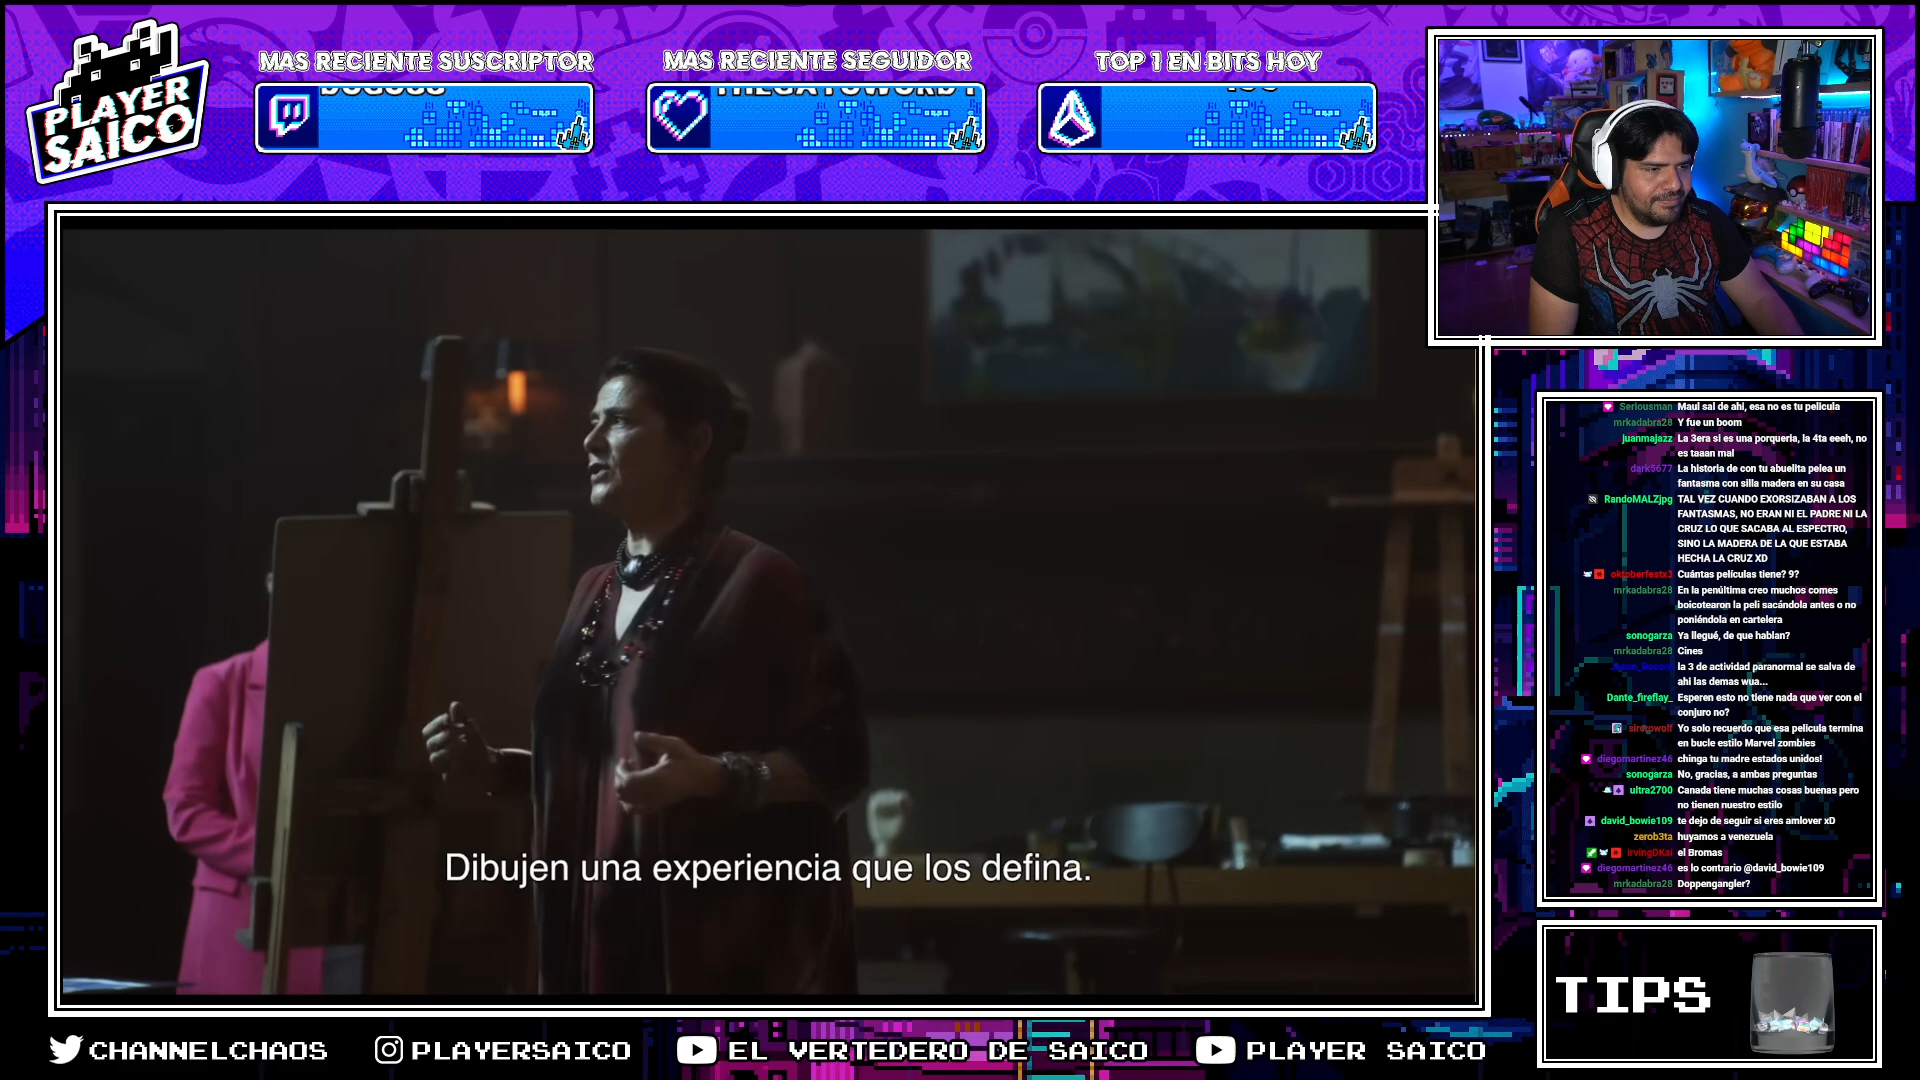 PLAYER
SAICO
MAS RECIENTE SUSCRIPTOR
MAS RECIENTE SEGUIDOR
TOP 1 EN BITS HOY
Dibujen una experiencia que los defina.
Seriousman Maul sal de ahi, esa no es tu pelicula
mrkadabra28 Y fue un boom
juanmajazz La 3era si es una porqueria, la 4ta eeeh, no
es taaan mal
dark5677 La historia de con tu abuelita pelea un
fantasma con silla madera en su casa
RandoMALZjpg TAL VEZ CUANDO EXORSIZABAN A LOS
FANTASMAS, NO ERAN NI EL PADRE NI LA
CRUZ LO QUE SACABA AL ESPECTRO,
SINO LA MADERA DE LA QUE ESTABA
HECHA LA CRUZ XD
oktoberfestx3 Cuántas películas tiene? 9?
mrkadabra28 En la penúltima creo muchos comes
boicotearon la peli sacándola antes o no
poniéndola en cartelera
sonogarza Ya llegué, de que hablan?
mrkadabra28 Cines
la 3 de actividad paranormal se salva de
ahi las demas wua...
Dante_fireflay_ Esperen esto no tiene nada que ver con el
conjuro no?
Yo solo recuerdo que esa pelicula termina
en bucle estilo Marvel zombies
diegomartinez46 chinga tu madre estados unidos!
sonogarza No, gracias, a ambas preguntas
ultra2700 Canada tiene muchas cosas buenas pero
no tienen nuestro estilo
david_bowie109 te dejo de seguir si eres amlover xD
zerob3ta huyamos a venezuela
IrvingDKai el Bromas
diegomartinez46 es lo contrario @david_bowie109
mrkadabra28 Doppengangler?
TIPS
CHANNELCHAOS
PLAYERSAICO
EL VERTEDERO DE SAICO
PLAYER SAICO